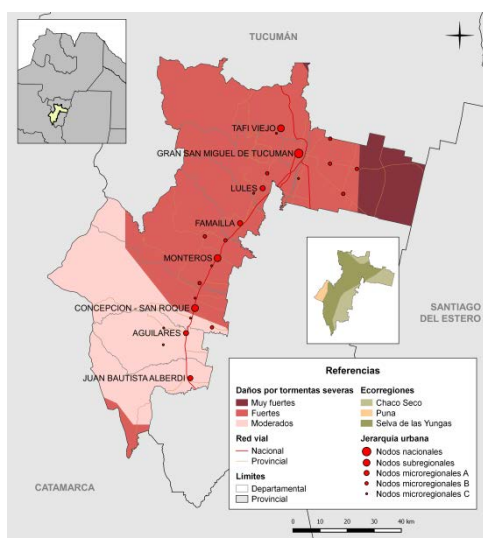 TUCUMÁN
TAFI VIEJO
GRAN SAN MIGUEL DE TUCUMAN
LULES
FAMAILLA
MONTEROS
CONCEPCION - SAN ROQUE
AGUILARES
JUAN BAUTISTA ALBERDI
SANTIAGO
DEL ESTERO
CATAMARCA
Referencias
Daños por tormentas severas
Muy fuertes
Fuertes
Moderados
Red vial
Nacional
Provincial
Límites
Departamental
Provincial
Ecorregiones
Chaco Seco
Puna
Selva de las Yungas
Jerarquía urbana
Nodos nacionales
Nodos subregionales
Nodos microregionales A
Nodos microregionales B
Nodos microregionales C
0 10 20 30 40 km